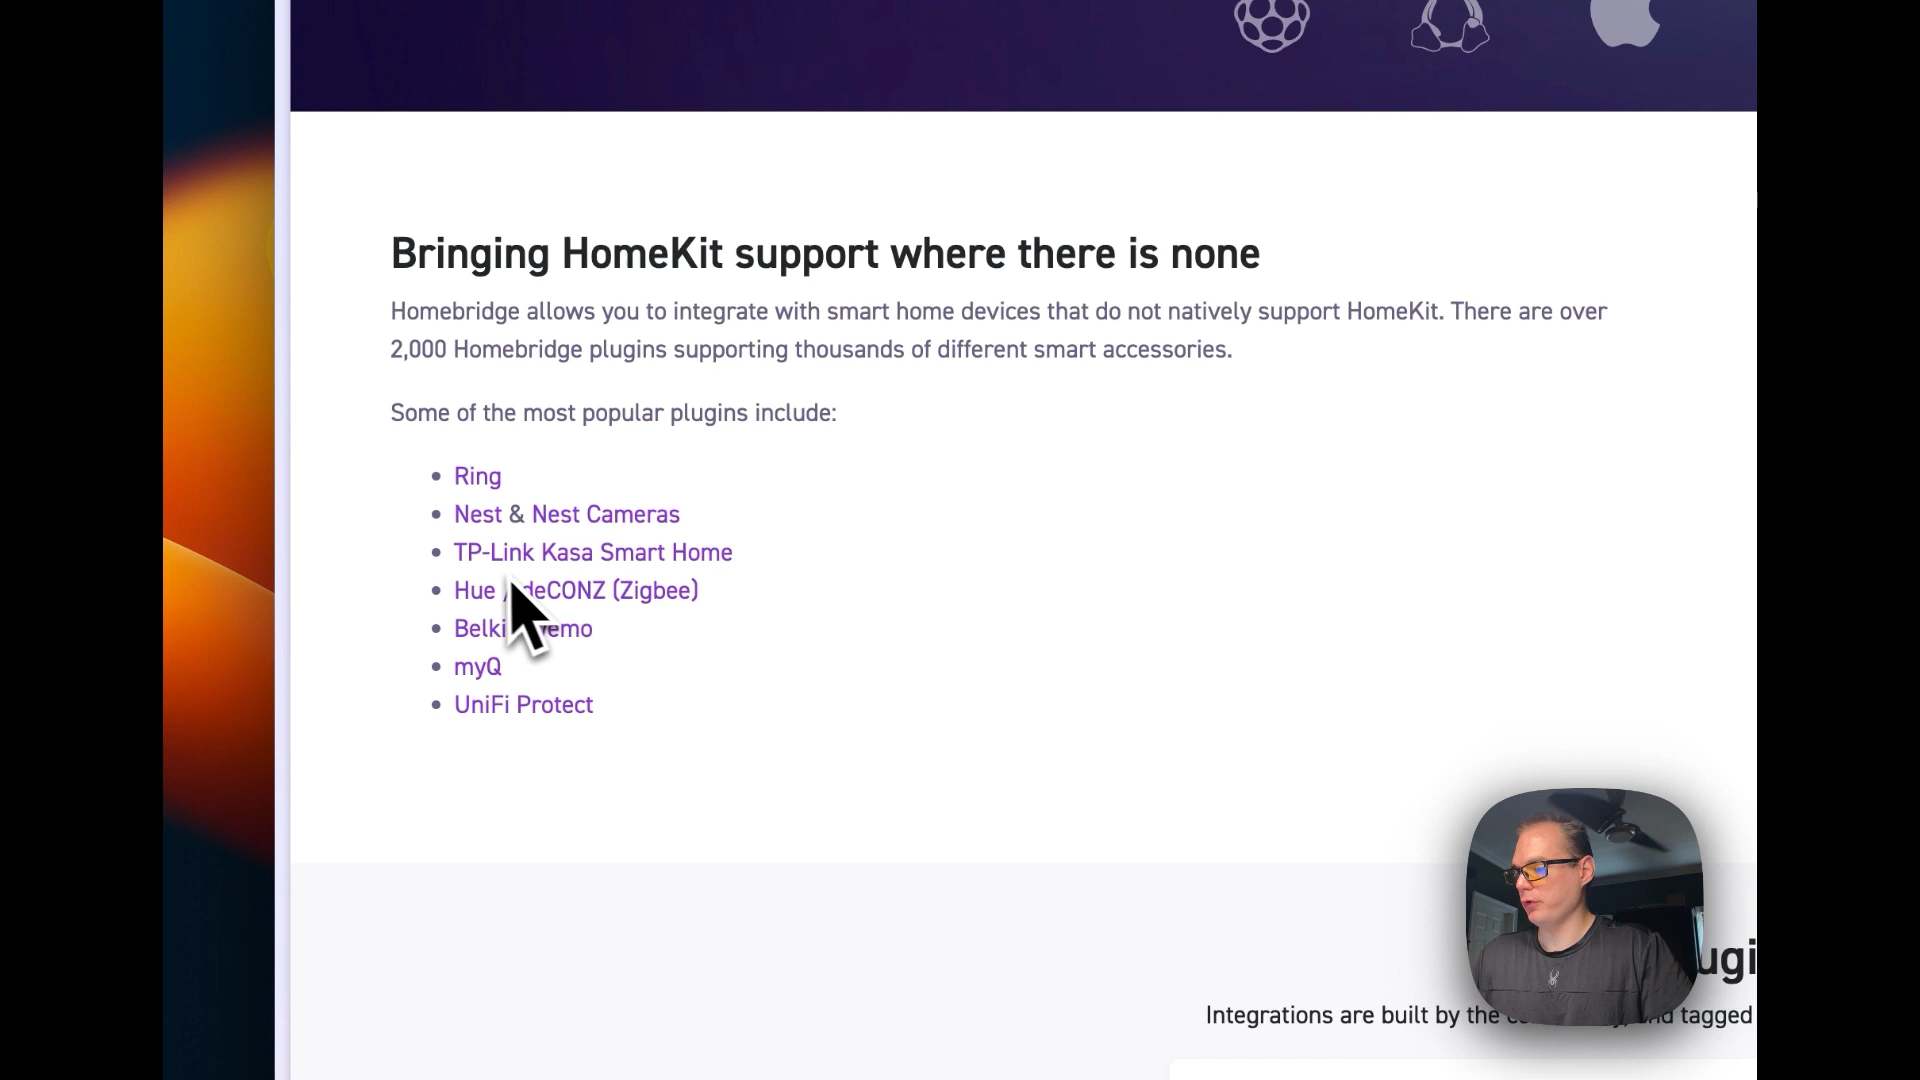 Bringing HomeKit support where there is none
Homebridge allows you to integrate with smart home devices that do not natively support HomeKit. There are over
2,000 Homebridge plugins supporting thousands of different smart accessories.
Some of the most popular plugins include:
Ring
Nest & Nest Cameras
TP-Link Kasa Smart Home
Hue deCONZ (Zigbee)
myQ
UniFi Protect
Integrations are built by the tagged